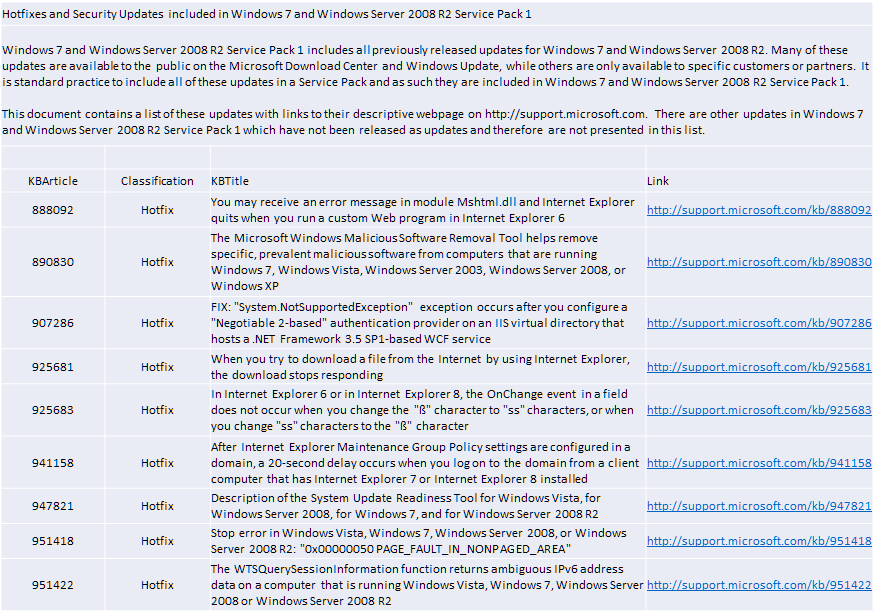 Hotfixes and Security Updates included in Windows 7 and Windows Server 2008 R2 Service Pack 1
Windows 7 and Windows Server 2008 R2 Service Pack 1 includes all previously released updates for Windows 7 and Windows Server 2008 R2. Many of these
updates are available to the public on the Microsoft Download Center and Windows Update, while others are only available to specific customers or partners. It
is standard practice to include all of these updates in a Service Pack and as such they are included in Windows 7 and Windows Server 2008 R2 Service Pack 1.
This document contains a list of these updates with links to their descriptive webpage on http://support.microsoft.com. There are other updates in Windows 7
and Windows Server 2008 R2 Service Pack 1 which have not been released as updates and therefore are not presented in this list.
KBArticle Classification KBTitle Link
888092 Hotfix You may receive an error message in module Mshtml.dll and Internet Explorer
quits when you run a custom Web program in Internet Explorer 6 http://support.microsoft.com/kb/888092
890830 Hotfix The Microsoft Windows Malicious Software Removal Tool helps remove
specific, prevalent malicious software from computers that are running
Windows 7, Windows Vista, Windows Server 2003, Windows Server 2008, or
Windows XP http://support.microsoft.com/kb/890830
907286 Hotfix FIX: "System.NotSupportedException" exception occurs after you configure a
"Negotiable 2-based" authentication provider on an IIS virtual directory that
hosts a .NET Framework 3.5 SP1-based WCF service http://support.microsoft.com/kb/907286
925681 Hotfix When you try to download a file from the Internet by using Internet Explorer,
the download stops responding http://support.microsoft.com/kb/925681
925683 Hotfix In Internet Explorer 6 or in Internet Explorer 8, the OnChange event in a field
does not occur when you change the "ß" character to "ss" characters, or when
you change "ss" characters to the "ß" character http://support.microsoft.com/kb/925683
941158 Hotfix After Internet Explorer Maintenance Group Policy settings are configured in a
domain, a 20-second delay occurs when you log on to the domain from a client
computer that has Internet Explorer 7 or Internet Explorer 8 installed http://support.microsoft.com/kb/941158
947821 Hotfix Description of the System Update Readiness Tool for Windows Vista, for
Windows Server 2008, for Windows 7, and for Windows Server 2008 R2 http://support.microsoft.com/kb/947821
951418 Hotfix Stop error in Windows Vista, Windows 7, Windows Server 2008, or Windows
Server 2008 R2: "0x00000050 PAGE_FAULT_IN_NONPAGED_AREA" http://support.microsoft.com/kb/951418
951422 Hotfix The WTSQuerySessionInformation function returns ambiguous IPv6 address
data on a computer that is running Windows Vista, Windows 7, Windows Server
2008 or Windows Server 2008 R2 http://support.microsoft.com/kb/951422